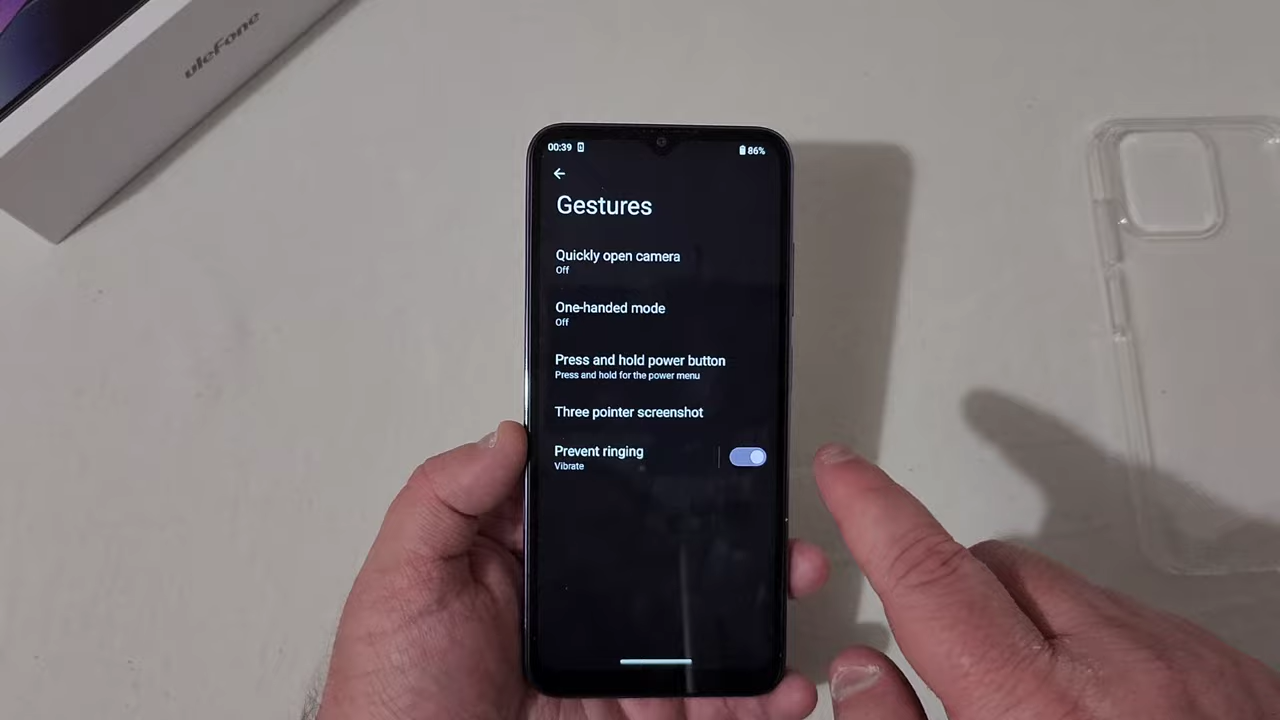 uleFone
00:39
86%
Gestures
Quickly open camera
Off
One-handed mode
Off
Press and hold power button
Press and hold for the power menu
Three pointer screenshot
Prevent ringing
Vibrate